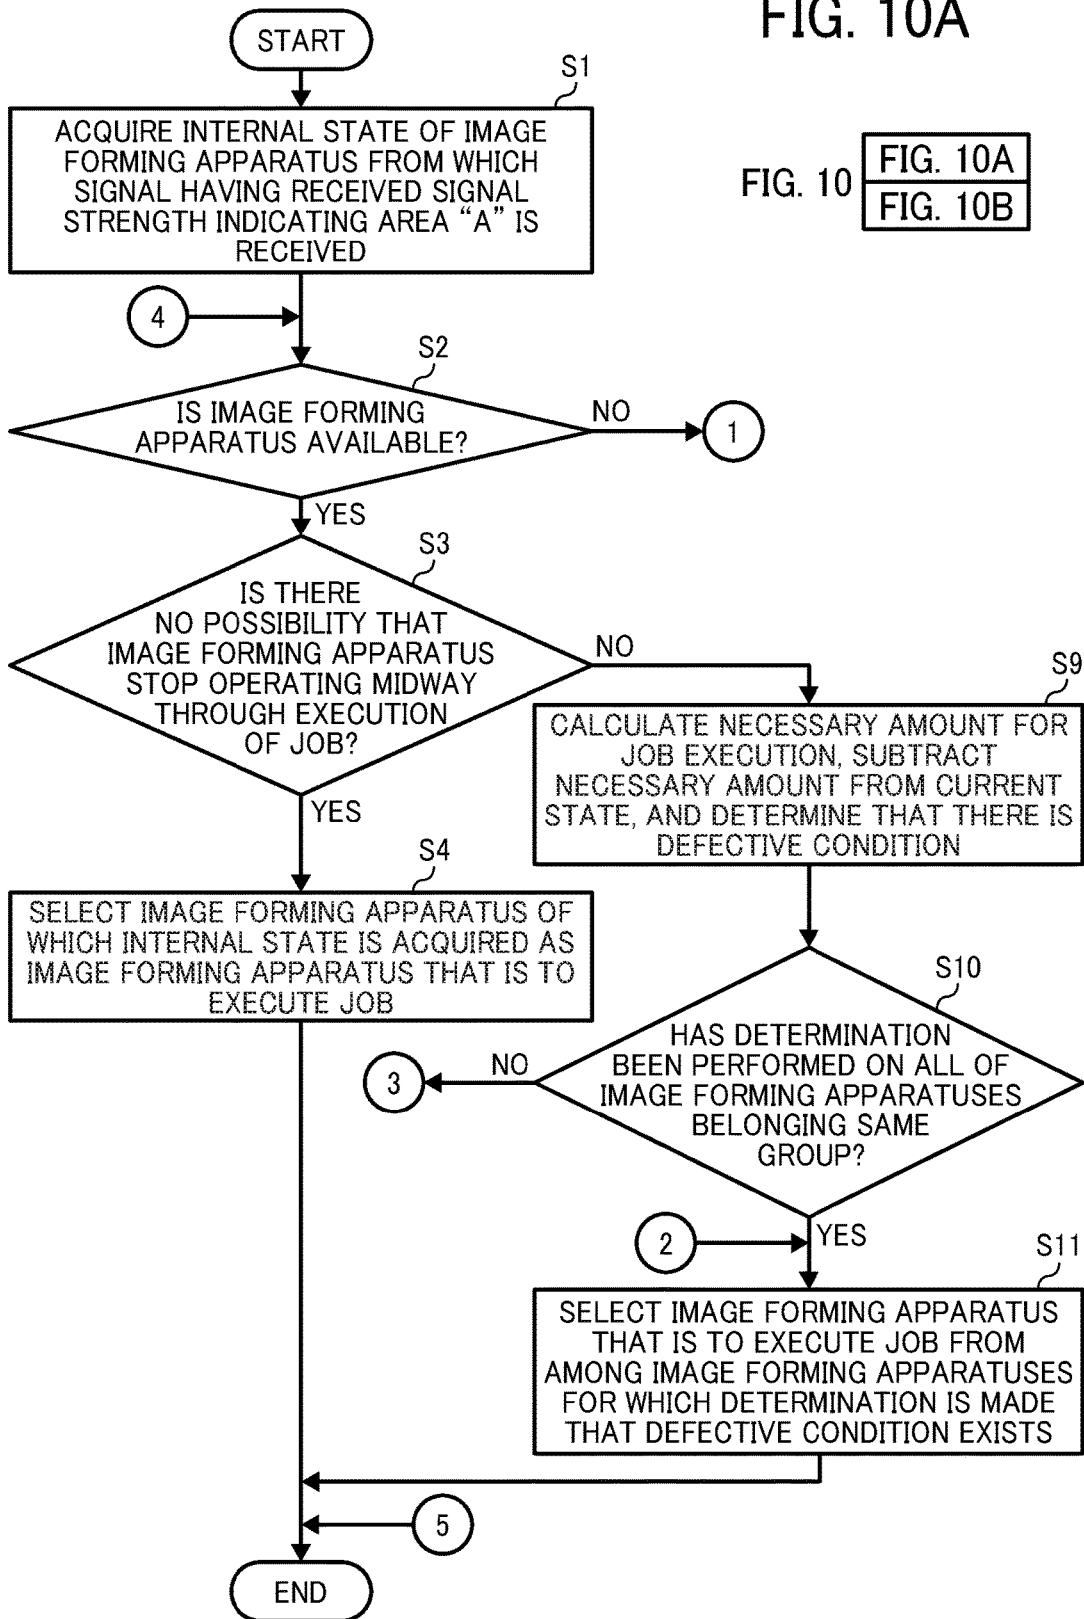 FIG. 10A
START
S1
ACQUIRE INTERNAL STATE OF IMAGE
FORMING APPARATUS FROM WHICH
SIGNAL HAVING RECEIVED SIGNAL
STRENGTH INDICATING AREA “A” IS
RECEIVED
FIG. 10
FIG. 10A
FIG. 10B
4
S2
IS IMAGE FORMING
APPARATUS AVAILABLE?
NO
1
YES
S3
IS THERE
NO POSSIBILITY THAT
IMAGE FORMING APPARATUS
STOP OPERATING MIDWAY
THROUGH EXECUTION
OF JOB?
NO
YES
S9
CALCULATE NECESSARY AMOUNT FOR
JOB EXECUTION, SUBTRACT
NECESSARY AMOUNT FROM CURRENT
STATE, AND DETERMINE THAT THERE IS
DEFECTIVE CONDITION
S4
SELECT IMAGE FORMING APPARATUS OF
WHICH INTERNAL STATE IS ACQUIRED AS
IMAGE FORMING APPARATUS THAT IS TO
EXECUTE JOB
S10
HAS DETERMINATION
BEEN PERFORMED ON ALL OF
IMAGE FORMING APPARATUSES
BELONGING SAME
GROUP?
NO
3
YES
2
S11
SELECT IMAGE FORMING APPARATUS
THAT IS TO EXECUTE JOB FROM
AMONG IMAGE FORMING APPARATUSES
FOR WHICH DETERMINATION IS MADE
THAT DEFECTIVE CONDITION EXISTS
5
END